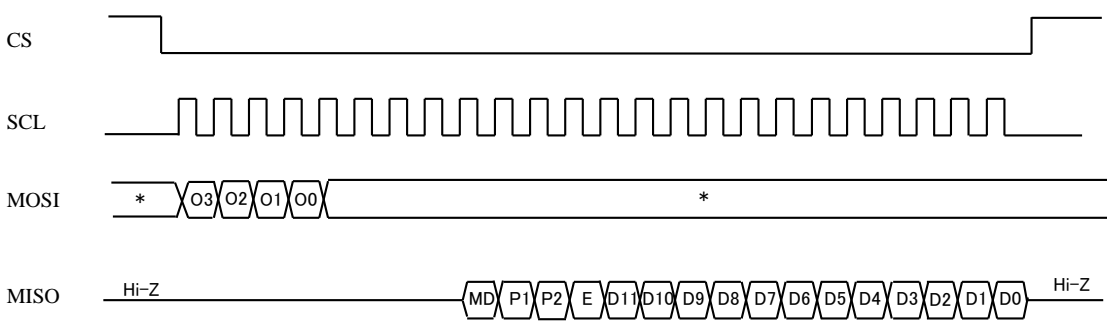 CS
SCL
MOSI * O3 O2 O1 O0 *
MISO Hi-Z MD P1 P2 E D11 D10 D9 D8 D7 D6 D5 D4 D3 D2 D1 D0 Hi-Z